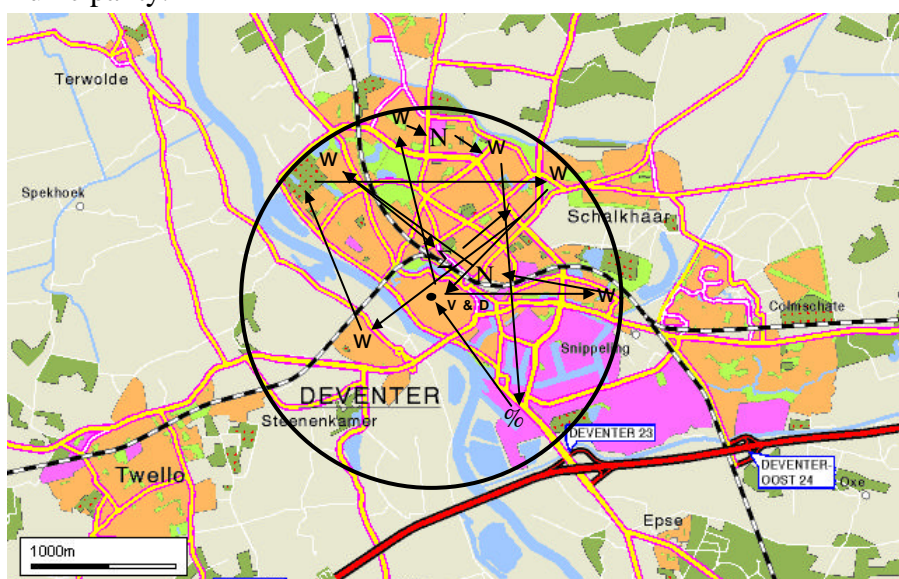 Terwolde
W
N
W
W
W
Spekhoek
Schalkhaar
N
W
V & D
Colmschate
W
Snippeling
DEVENTER
Steenenkamer
%
DEVENTER 23
Twello
DEVENTER-
OOST 24
Oxe
Epse
1000m